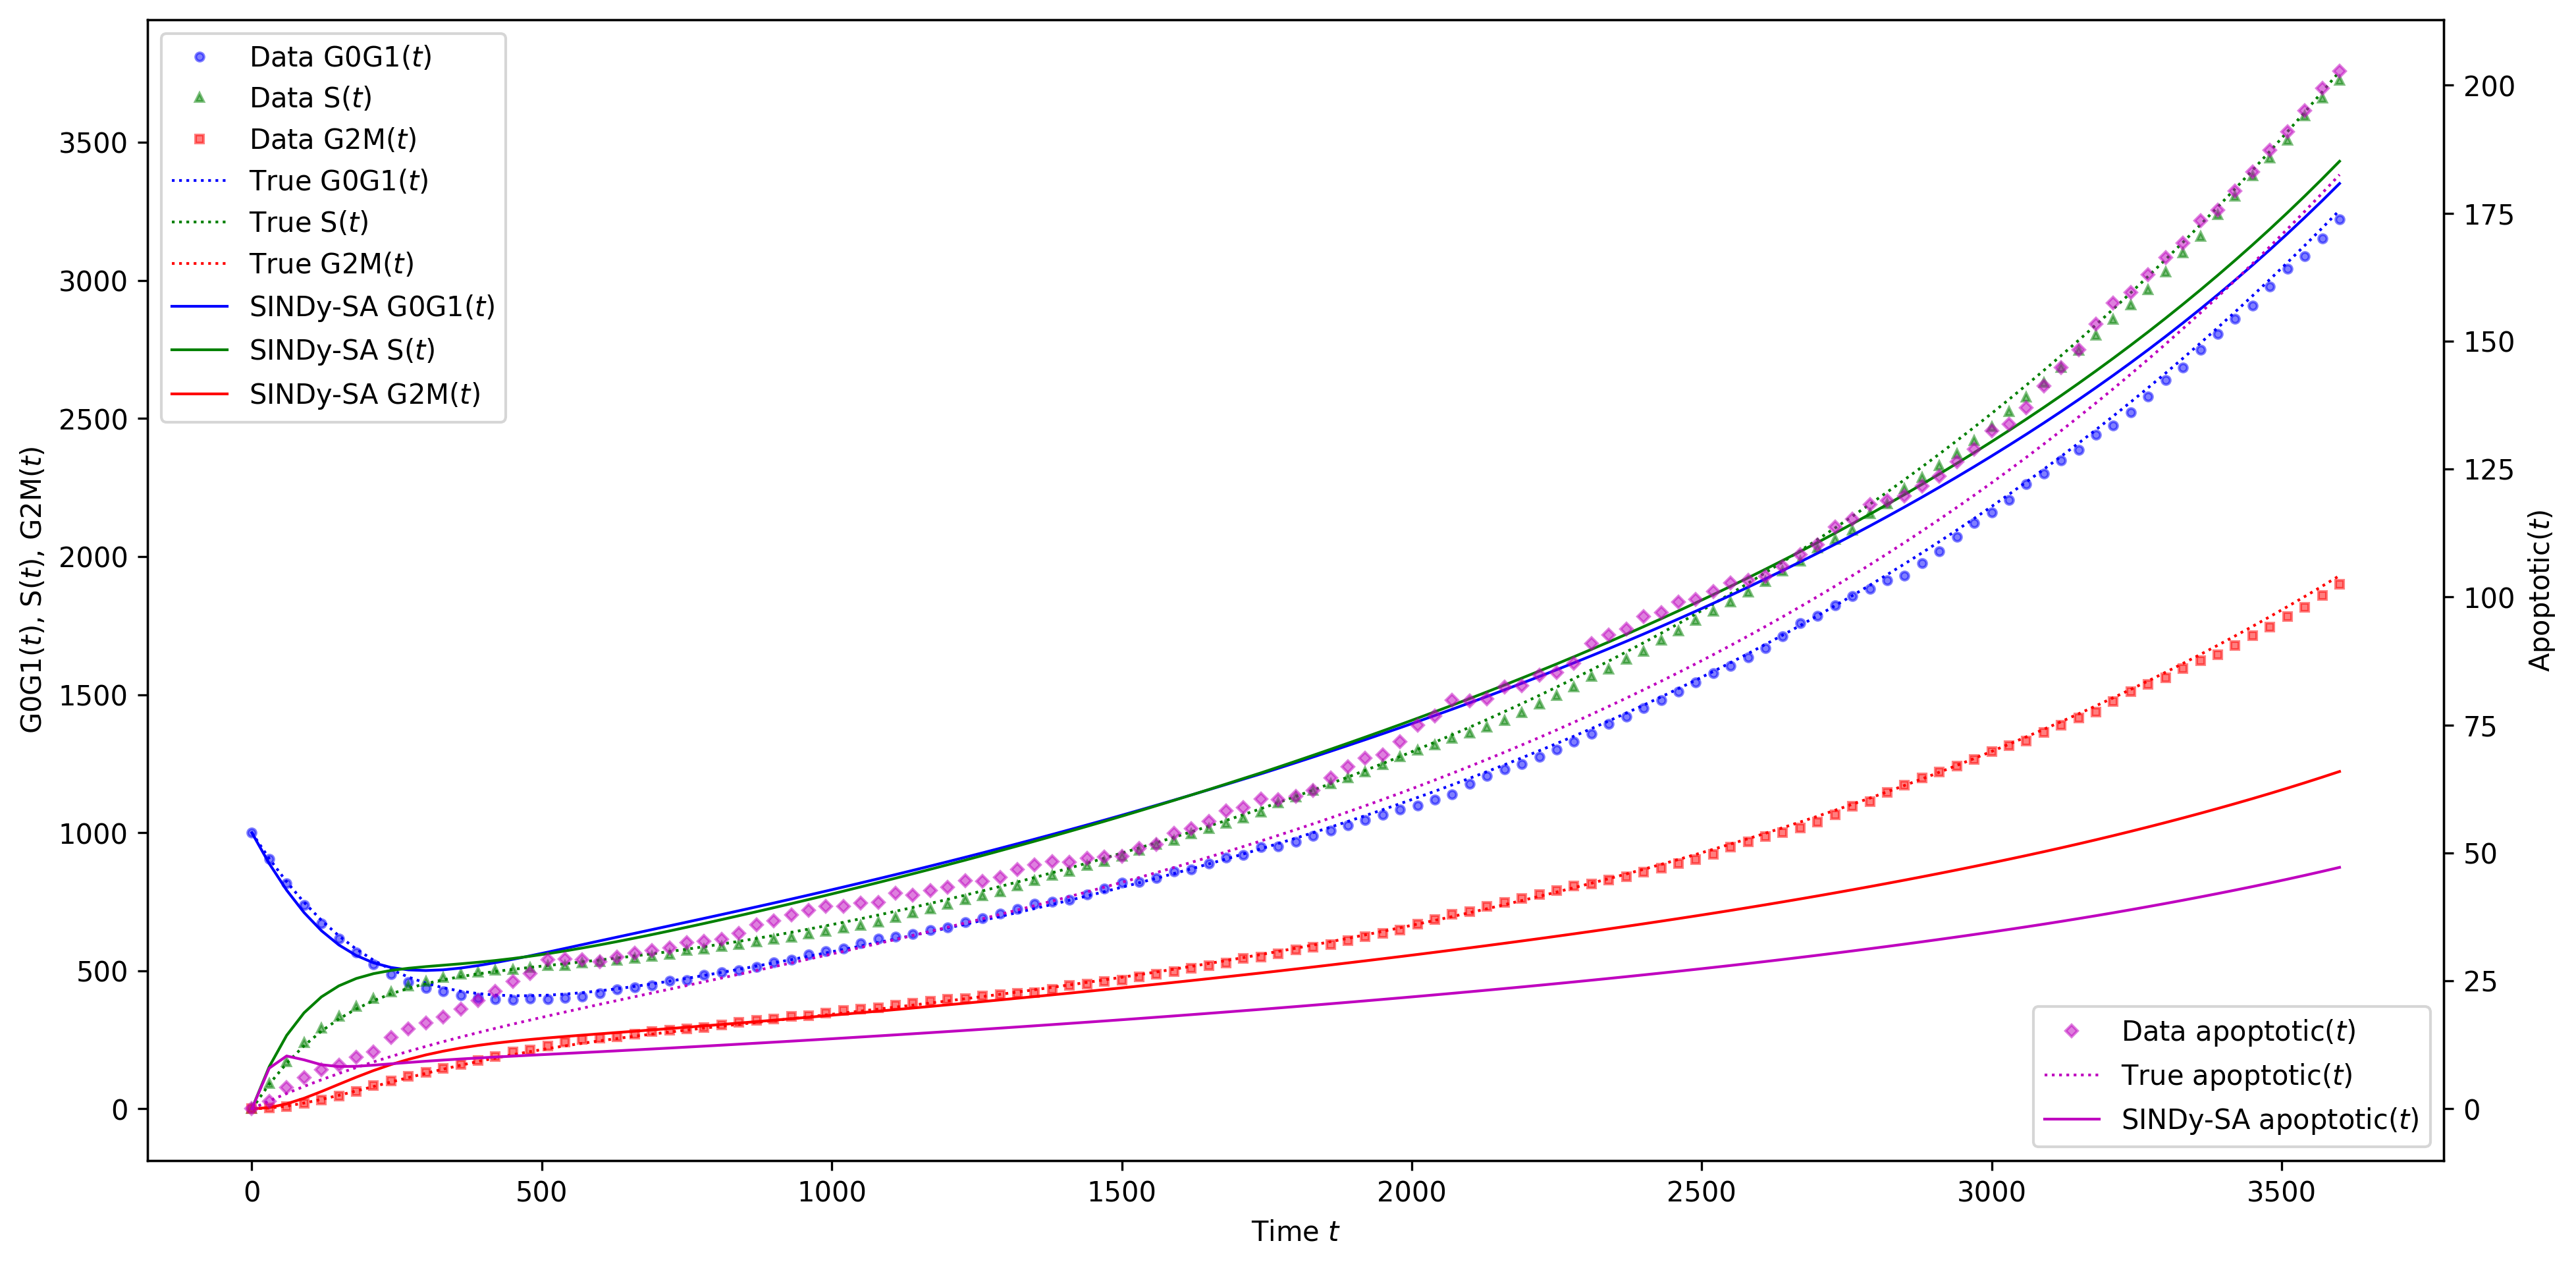 Data G0G1(t)
Data S(t)
Data G2M(t)
True G0G1(t)
True S(t)
True G2M(t)
SINDy-SA G0G1(t)
SINDy-SA S(t)
SINDy-SA G2M(t)
3500
3000
2500
2000
1500
1000
500
0
G0G1(t), S(t), G2M(t)
200
175
150
125
100
75
50
25
0
Apoptotic(t)
Data apoptotic(t)
True apoptotic(t)
SINDy-SA apoptotic(t)
0 500 1000 1500 2000 2500 3000 3500
Time t